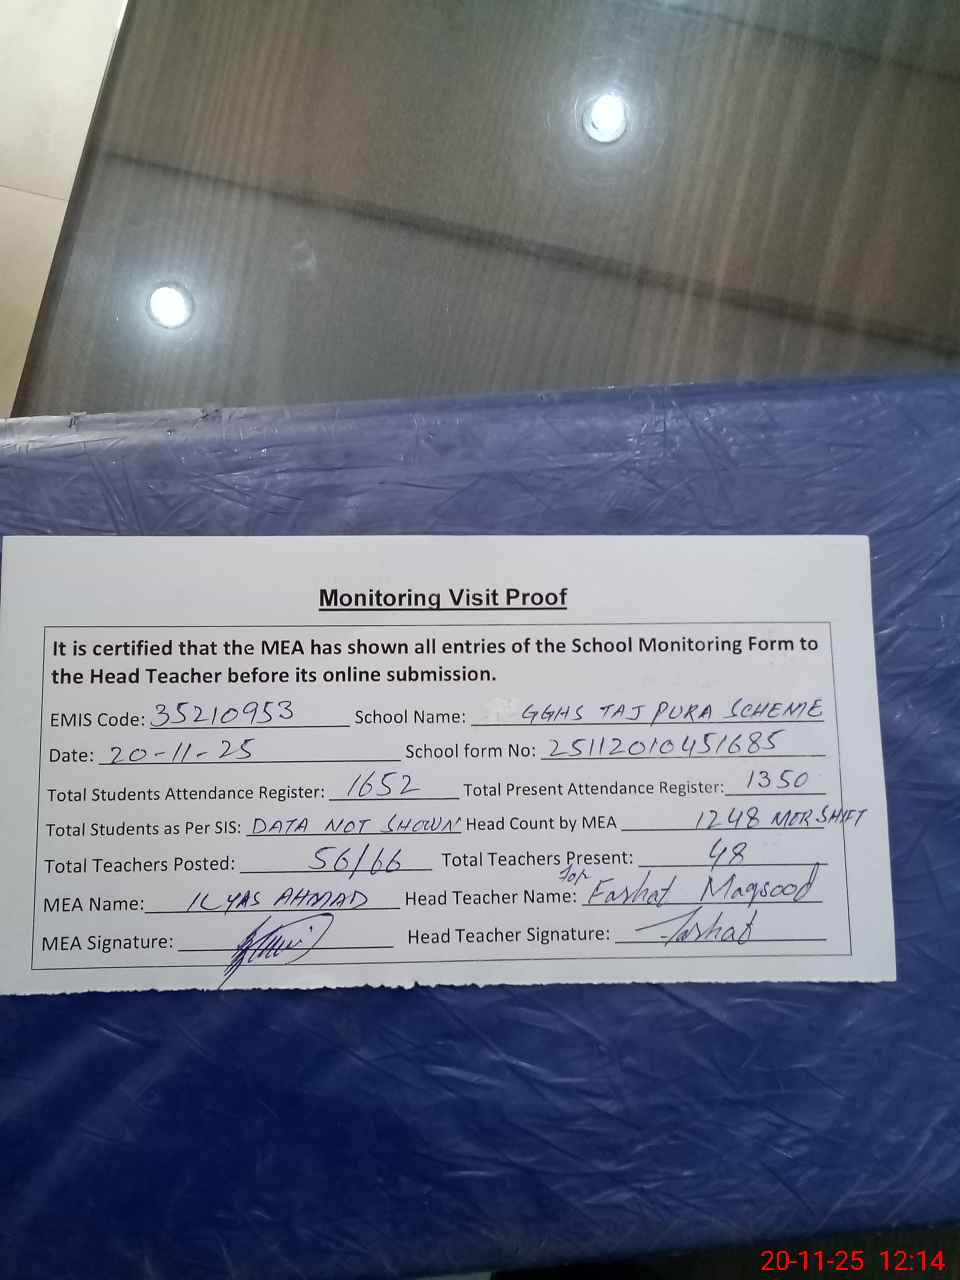 Monitoring Visit Proof
It is certified that the MEA has shown all entries of the School Monitoring Form to
the Head Teacher before its online submission.
EMIS Code: 35210953 School Name: GGHS TAJPURA SCHEME
Date: 20-11-25 School form No: 25112010451685
Total Students Attendance Register: 1652 Total Present Attendance Register: 1350
Total Students as Per SIS: DATA NOT SHOWN Head Count by MEA 1248 MOR SHIFT
Total Teachers Posted: 56/66 Total Teachers Present: 48
MEA Name: ILYAS AHMAD Head Teacher Name: for Farhat Maqsood
MEA Signature: Head Teacher Signature: Farhat
20-11-25 12:14